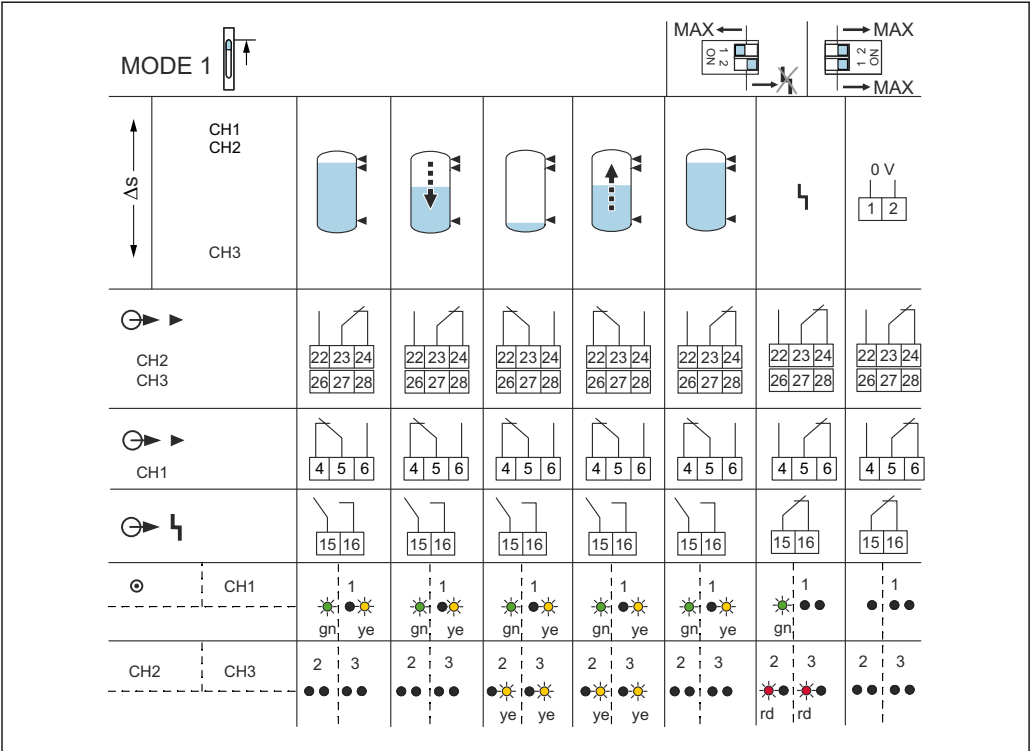 MAX MAX
MODE 1
ON 1 2
1 2 ON
MAX
CH1
CH2
Δs
CH3
0 V
1 2
CH2
CH3
22 23 24 22 23 24 22 23 24 22 23 24 22 23 24 22 23 24 22 23 24
26 27 28 26 27 28 26 27 28 26 27 28 26 27 28 26 27 28 26 27 28
CH1
4 5 6 4 5 6 4 5 6 4 5 6 4 5 6 4 5 6 4 5 6
15 16 15 16 15 16 15 16 15 16 15 16 15 16
CH1 1 1 1 1 1 1 1
gn ye gn ye gn ye gn ye gn ye gn
CH2 CH3 2 3 2 3 2 3 2 3 2 3 2 3 2 3
ye ye ye ye rd rd